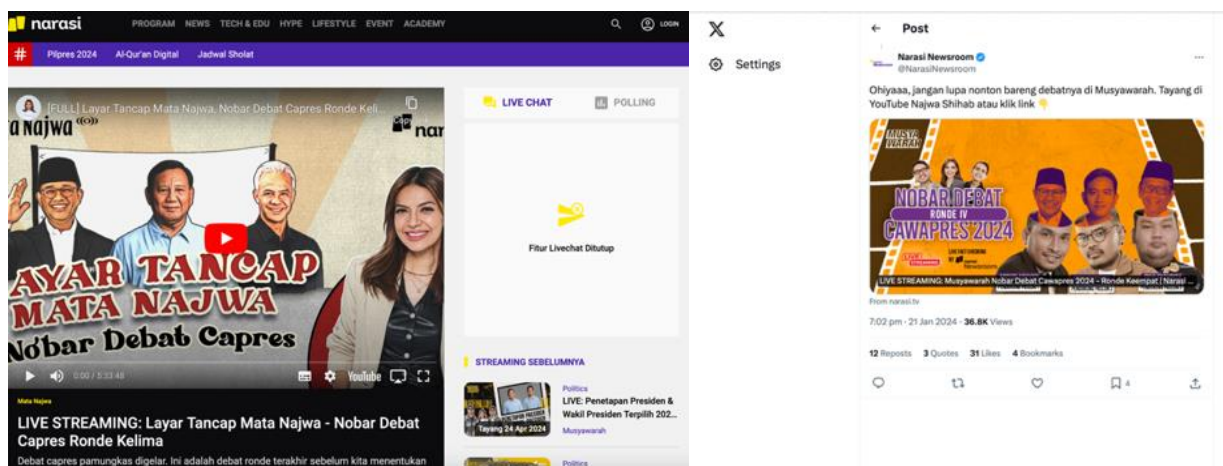 narasi
PROGRAM NEWS TECH & EDU HYPE LIFESTYLE EVENT ACADEMY
LOGIN
# Pilpres 2024 Al-Qur'an Digital Jadwal Sholat
[FULL] Layar Tancap Mata Najwa, Nobar Debat Capres Ronde Keli...
Copy
LAYAR TANCAP
MATA NAJWA
Nobar Debat Capres
0:00 / 5:33:48
YouTube
Mata Najwa
LIVE STREAMING: Layar Tancap Mata Najwa - Nobar Debat
Capres Ronde Kelima
Debat capres pamungkas digelar. Ini adalah debat ronde terakhir sebelum kita menentukan
LIVE CHAT
POLLING
Fitur Livechat Ditutup
STREAMING SEBELUMNYA
Tayang 24 Apr 2024
Politics
LIVE: Penetapan Presiden &
Wakil Presiden Terpilih 202...
Musyawarah
Politics
X
Settings
Post
Narasi Newsroom
@NarasiNewsroom
Ohiyaaa, jangan lupa nonton bareng debatnya di Musyawarah. Tayang di
YouTube Najwa Shihab atau klik link 👇
MUSYA
WARAH
NOBAR DEBAT
RONDE IV
CAWAPRES 2024
LIVE STREAMING: Musyawarah Nobar Debat Cawapres 2024 - Ronde Keempat | Narasi ...
From narasi.tv
7:02 pm · 21 Jan 2024 · 36.8K Views
12 Reposts 3 Quotes 31 Likes 4 Bookmarks
4